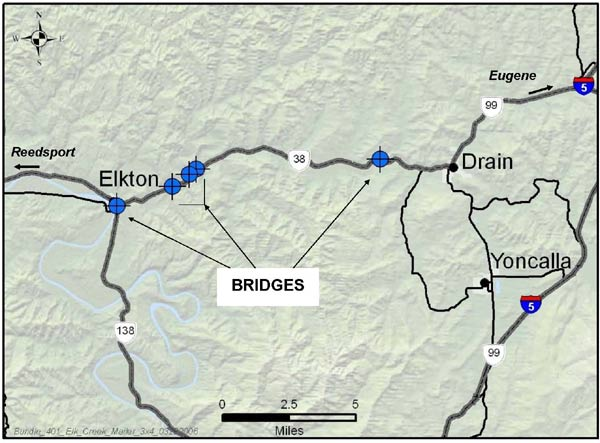 N
W E
S
Eugene
5
99
Reedsport
Elkton
38
Drain
BRIDGES
Yoncalla
5
138
99
0 2.5 5
Miles